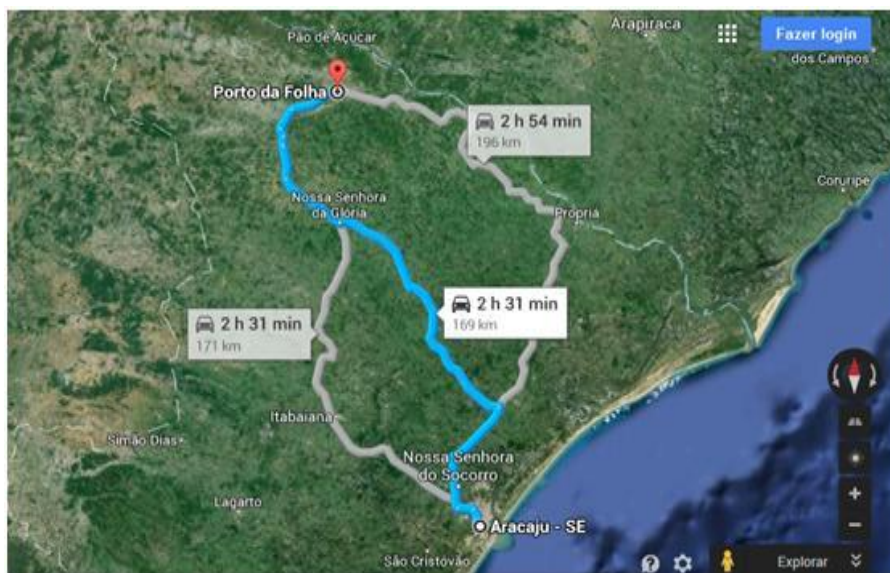 Arapiraca
Fazer login
Pão de Açúcar
dos Campos
Porto da Folha
2 h 54 min
196 km
Coruripe
Nossa Senhora
da Glória
Propriá
2 h 31 min
169 km
2 h 31 min
171 km
Itabaiana
Simão Dias
Nossa Senhora
do Socorro
Lagarto
Aracaju - SE
São Cristóvão
Explorar